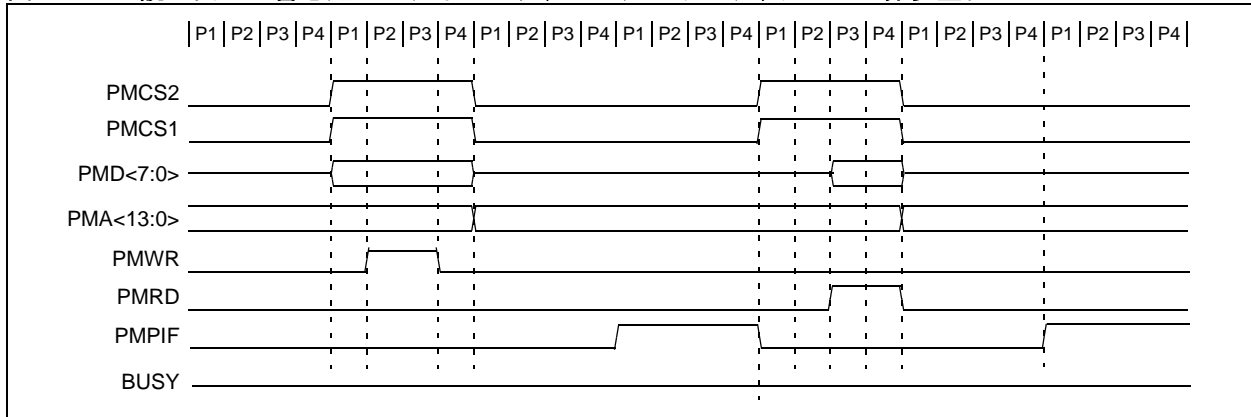 P1 P2 P3 P4 P1 P2 P3 P4 P1 P2 P3 P4 P1 P2 P3 P4 P1 P2 P3 P4 P1 P2 P3 P4 P1 P2 P3 P4
PMCS2
PMCS1
PMD<7:0>
PMA<13:0>
PMWR
PMRD
PMPIF
BUSY